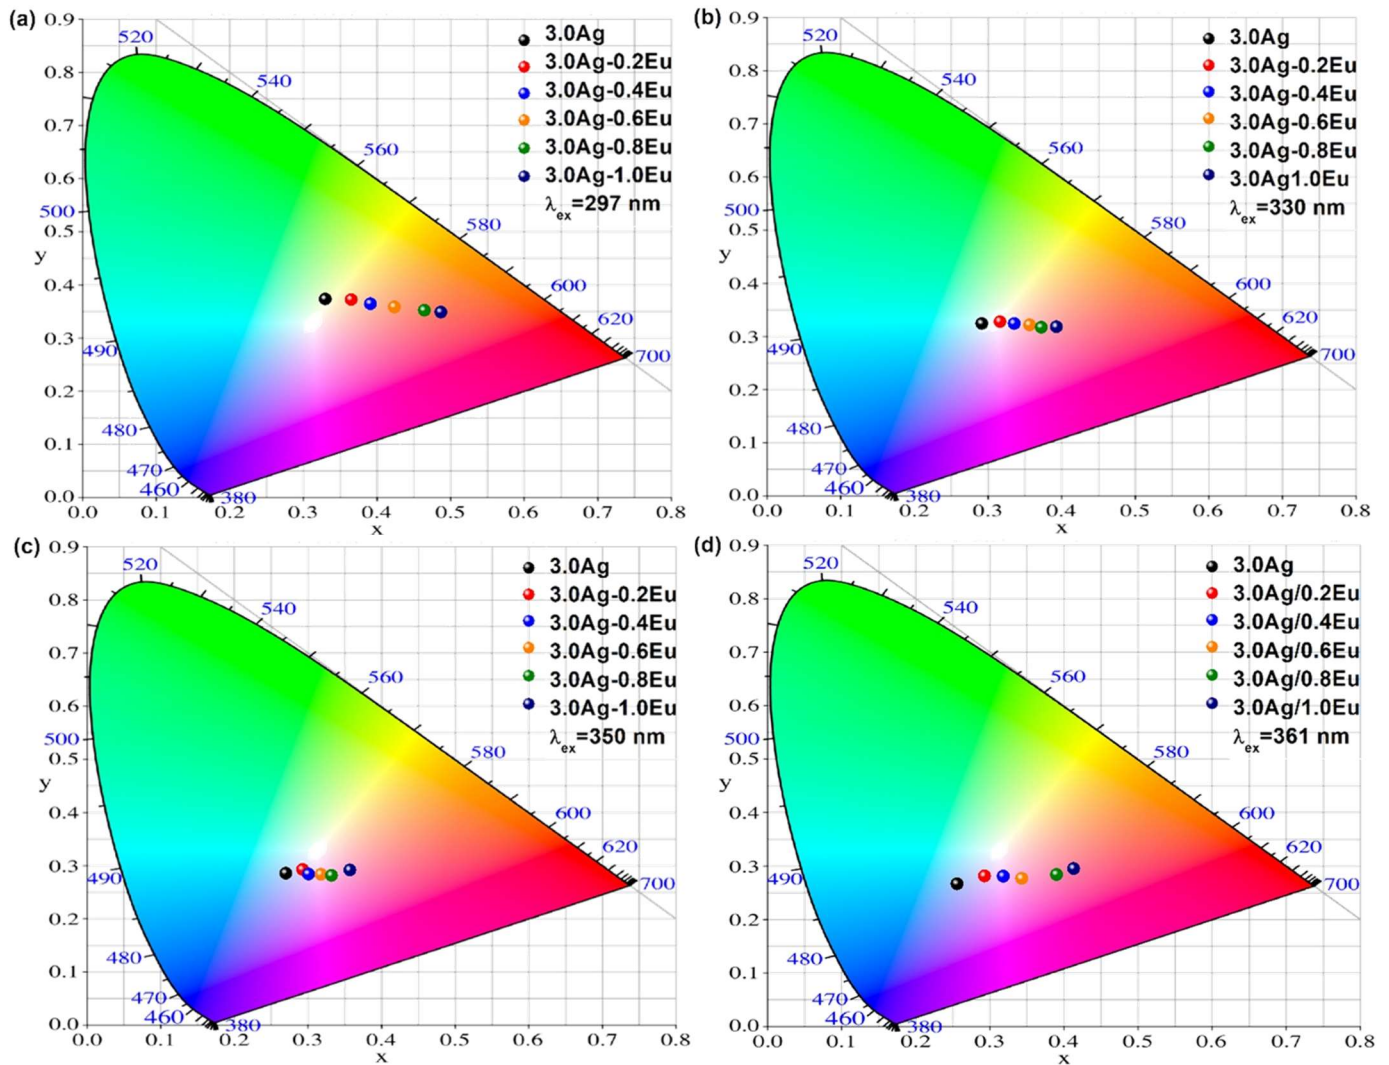 (a)
0.9
0.8
0.7
0.6
0.5
0.4
0.3
0.2
0.1
0.0
y
520
540
560
580
600
620
700
500
490
480
470
460
380
3.0Ag
3.0Ag-0.2Eu
3.0Ag-0.4Eu
3.0Ag-0.6Eu
3.0Ag-0.8Eu
3.0Ag-1.0Eu
λex=297 nm
0.0 0.1 0.2 0.3 0.4 0.5 0.6 0.7 0.8
x
(b)
0.9
0.8
0.7
0.6
0.5
0.4
0.3
0.2
0.1
0.0
y
520
540
560
580
600
620
700
500
490
480
470
460
380
3.0Ag
3.0Ag-0.2Eu
3.0Ag-0.4Eu
3.0Ag-0.6Eu
3.0Ag-0.8Eu
3.0Ag1.0Eu
λex=330 nm
0.0 0.1 0.2 0.3 0.4 0.5 0.6 0.7 0.8
x
(c)
0.9
0.8
0.7
0.6
0.5
0.4
0.3
0.2
0.1
0.0
y
520
540
560
580
600
620
700
500
490
480
470
460
380
3.0Ag
3.0Ag-0.2Eu
3.0Ag-0.4Eu
3.0Ag-0.6Eu
3.0Ag-0.8Eu
3.0Ag-1.0Eu
λex=350 nm
0.0 0.1 0.2 0.3 0.4 0.5 0.6 0.7 0.8
x
(d)
0.9
0.8
0.7
0.6
0.5
0.4
0.3
0.2
0.1
0.0
y
520
540
560
580
600
620
700
500
490
480
470
460
380
3.0Ag
3.0Ag/0.2Eu
3.0Ag/0.4Eu
3.0Ag/0.6Eu
3.0Ag/0.8Eu
3.0Ag/1.0Eu
λex=361 nm
0.0 0.1 0.2 0.3 0.4 0.5 0.6 0.7 0.8
x